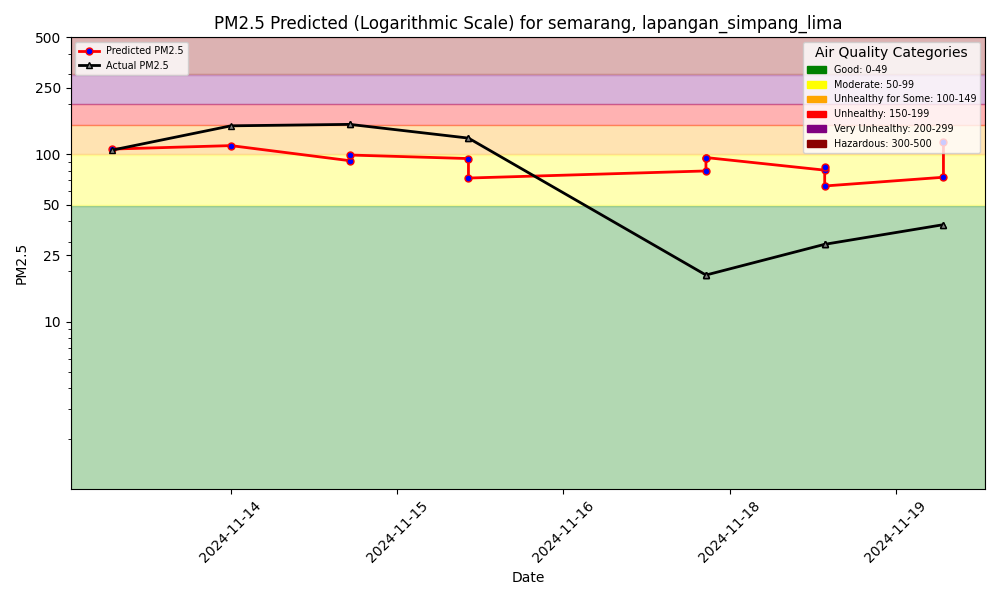 PM2.5 Predicted (Logarithmic Scale) for semarang, lapangan_simpang_lima
500
250
100
50
25
10
PM2.5
Predicted PM2.5
Actual PM2.5
Air Quality Categories
Good: 0-49
Moderate: 50-99
Unhealthy for Some: 100-149
Unhealthy: 150-199
Very Unhealthy: 200-299
Hazardous: 300-500
2024-11-14
2024-11-15
2024-11-16
2024-11-18
2024-11-19
Date